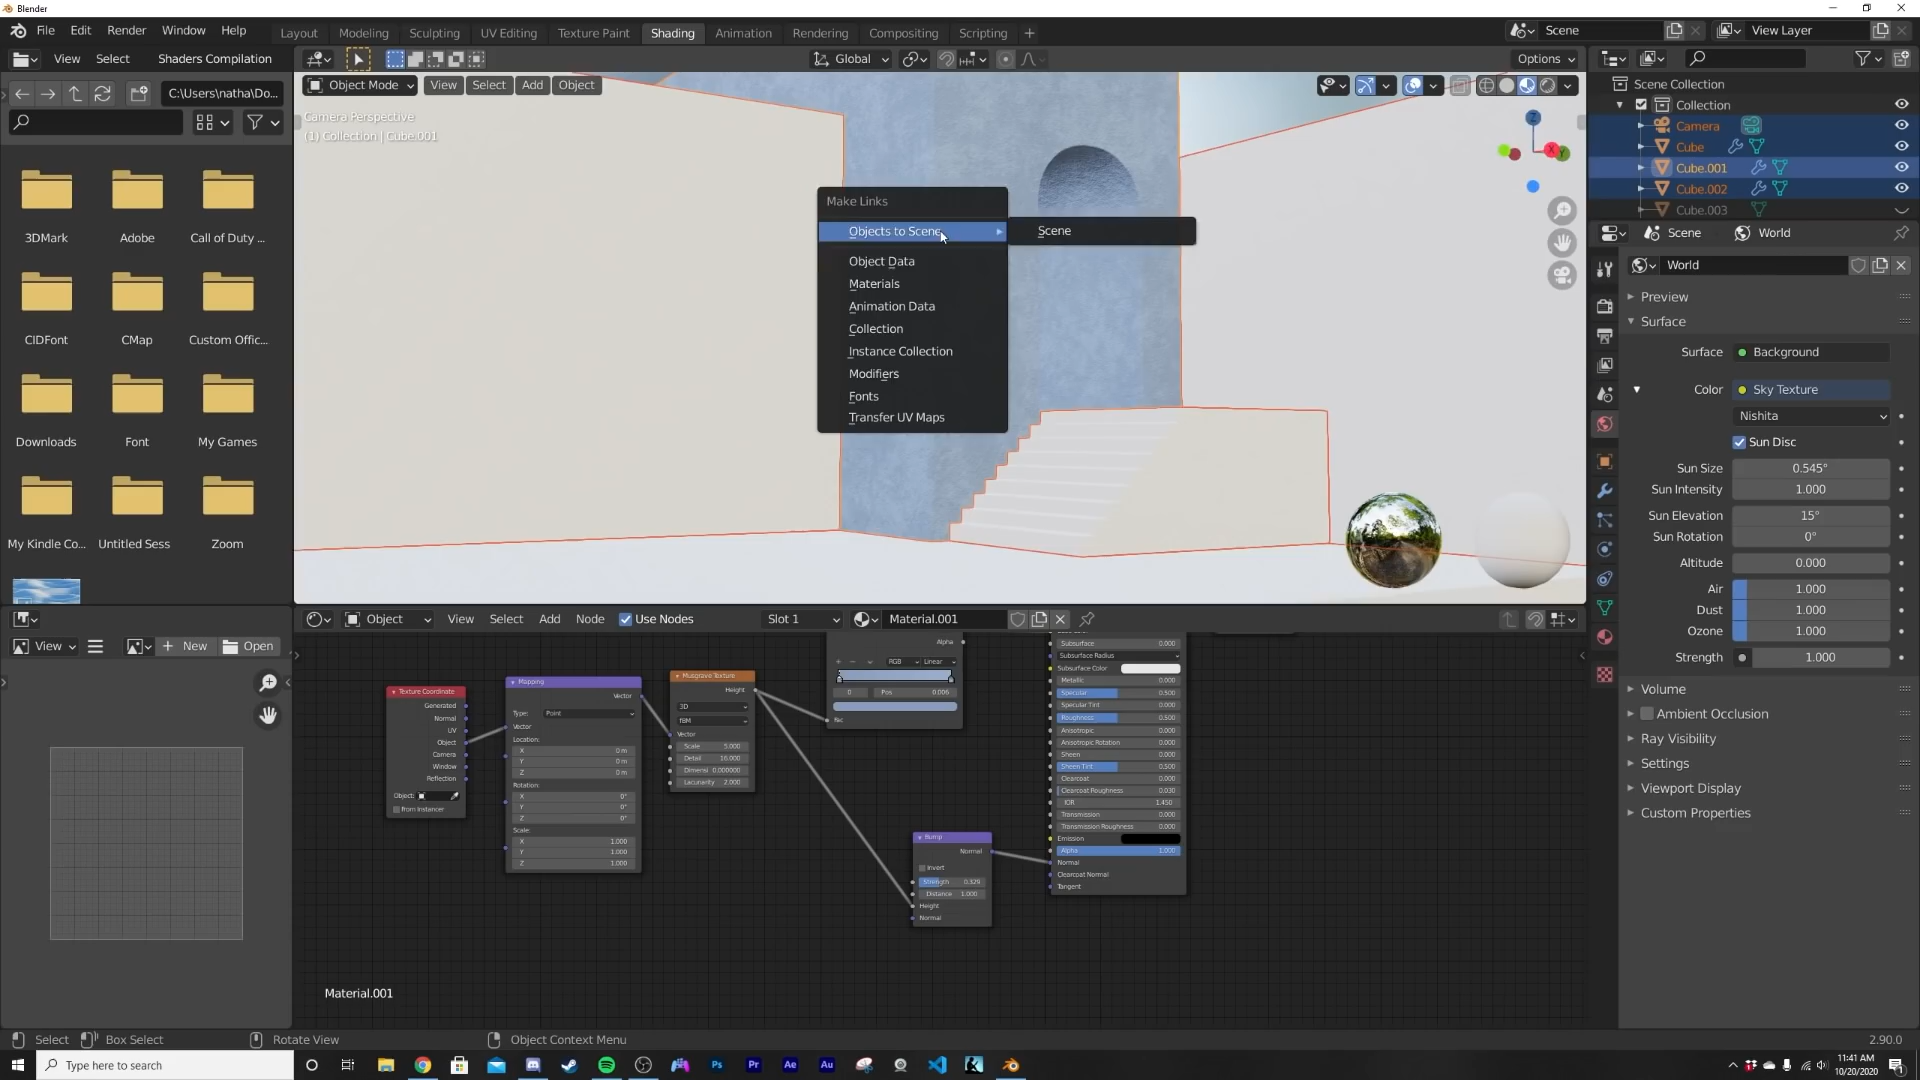 Blender
File Edit Render Window Help
Layout Modeling Sculpting UV Editing Texture Paint Shading Animation Rendering Compositing Scripting +
Scene View Layer
View Select Shaders Compilation
Global Options
C:\Users\natha\Do...
Object Mode View Select Add Object
Camera Perspective
(1) Collection | Cube.001
3DMark Adobe Call of Duty ...
CIDFont CMap Custom Offic...
Downloads Font My Games
My Kindle Co... Untitled Sess Zoom
Make Links
Objects to Scene
Scene
Object Data
Materials
Animation Data
Collection
Instance Collection
Modifiers
Fonts
Transfer UV Maps
Z
X
Y
Scene Collection
Collection
Camera
Cube
Cube.001
Cube.002
Cube.003
Scene World
World
Preview
Surface
Surface Background
Color Sky Texture
Nishita
Sun Disc
Sun Size 0.545°
Sun Intensity 1.000
Sun Elevation 15°
Sun Rotation 0°
Altitude 0.000
Air 1.000
Dust 1.000
Ozone 1.000
Strength 1.000
Volume
Ambient Occlusion
Ray Visibility
Settings
Viewport Display
Custom Properties
View New Open
Object View Select Add Node Use Nodes Slot 1 Material.001
Texture Coordinate
Generated
Normal
UV
Object
Camera
Window
Reflection
Object:
From Instancer
Mapping
Vector
Type: Point
Vector
Location:
X 0 m
Y 0 m
Z 0 m
Rotation:
X 0°
Y 0°
Z 0°
Scale:
X 1.000
Y 1.000
Z 1.000
Musgrave Texture
Height
3D
fBM
Vector
Scale 5.000
Detail 16.000
Dimensi 0.000000
Lacunarity 2.000
Alpha
RGB Linear
0 Pos 0.006
Fac
Bump
Normal
Invert
Strength 0.329
Distance 1.000
Height
Normal
Subsurface 0.000
Subsurface Radius
Subsurface Color
Metallic 0.000
Specular 0.500
Specular Tint 0.000
Roughness 0.500
Anisotropic 0.000
Anisotropic Rotation 0.000
Sheen 0.000
Sheen Tint 0.500
Clearcoat 0.000
Clearcoat Roughness 0.030
IOR 1.450
Transmission 0.000
Transmission Roughness 0.000
Emission
Alpha 1.000
Normal
Clearcoat Normal
Tangent
Material.001
Select Box Select Rotate View Object Context Menu 2.90.0
Type here to search
Ps Pr Ae Au
11:41 AM
10/20/2020